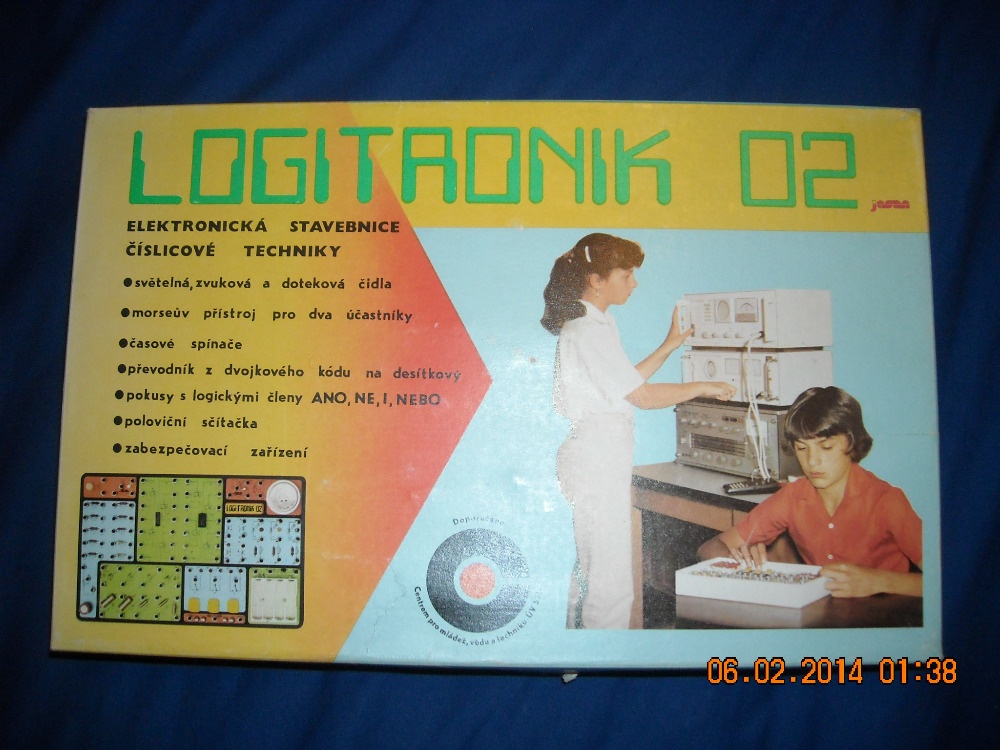 LOGITRONIK 02
jesan
ELEKTRONICKÁ STAVEBNICE
ČÍSLICOVÉ TECHNIKY
●světelná, zvuková a doteková čidla
●morseův přístroj pro dva účastníky
●časové spínače
●převodník z dvojkového kódu na desítkový
●pokusy s logickými členy ANO, NE, I, NEBO
●poloviční sčítačka
●zabezpečovací zařízení
LOGITRONIK 02
Doporučeno
Centrem pro mládež, vědu a techniku ÚV
06.02.2014 01:38